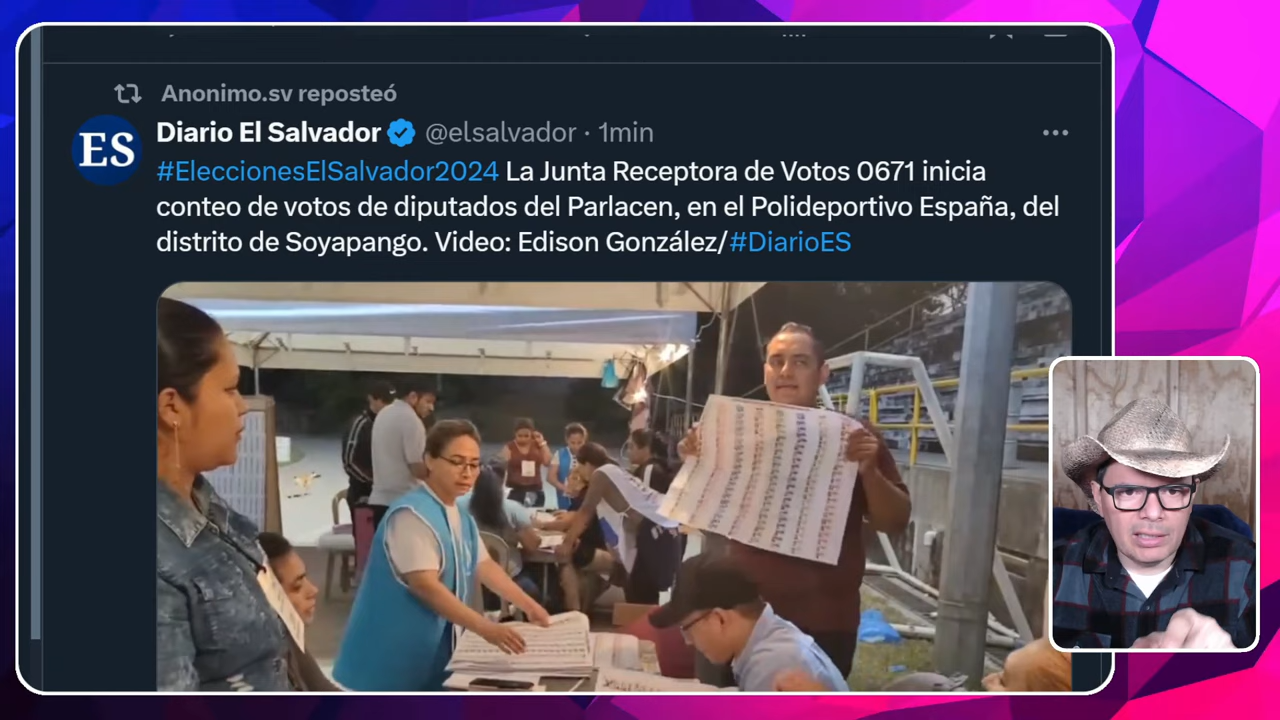 Anonimo.sv reposteó
ES
Diario El Salvador @elsalvador · 1min
#EleccionesElSalvador2024 La Junta Receptora de Votos 0671 inicia
conteo de votos de diputados del Parlacen, en el Polideportivo España, del
distrito de Soyapango. Video: Edison González/#DiarioES